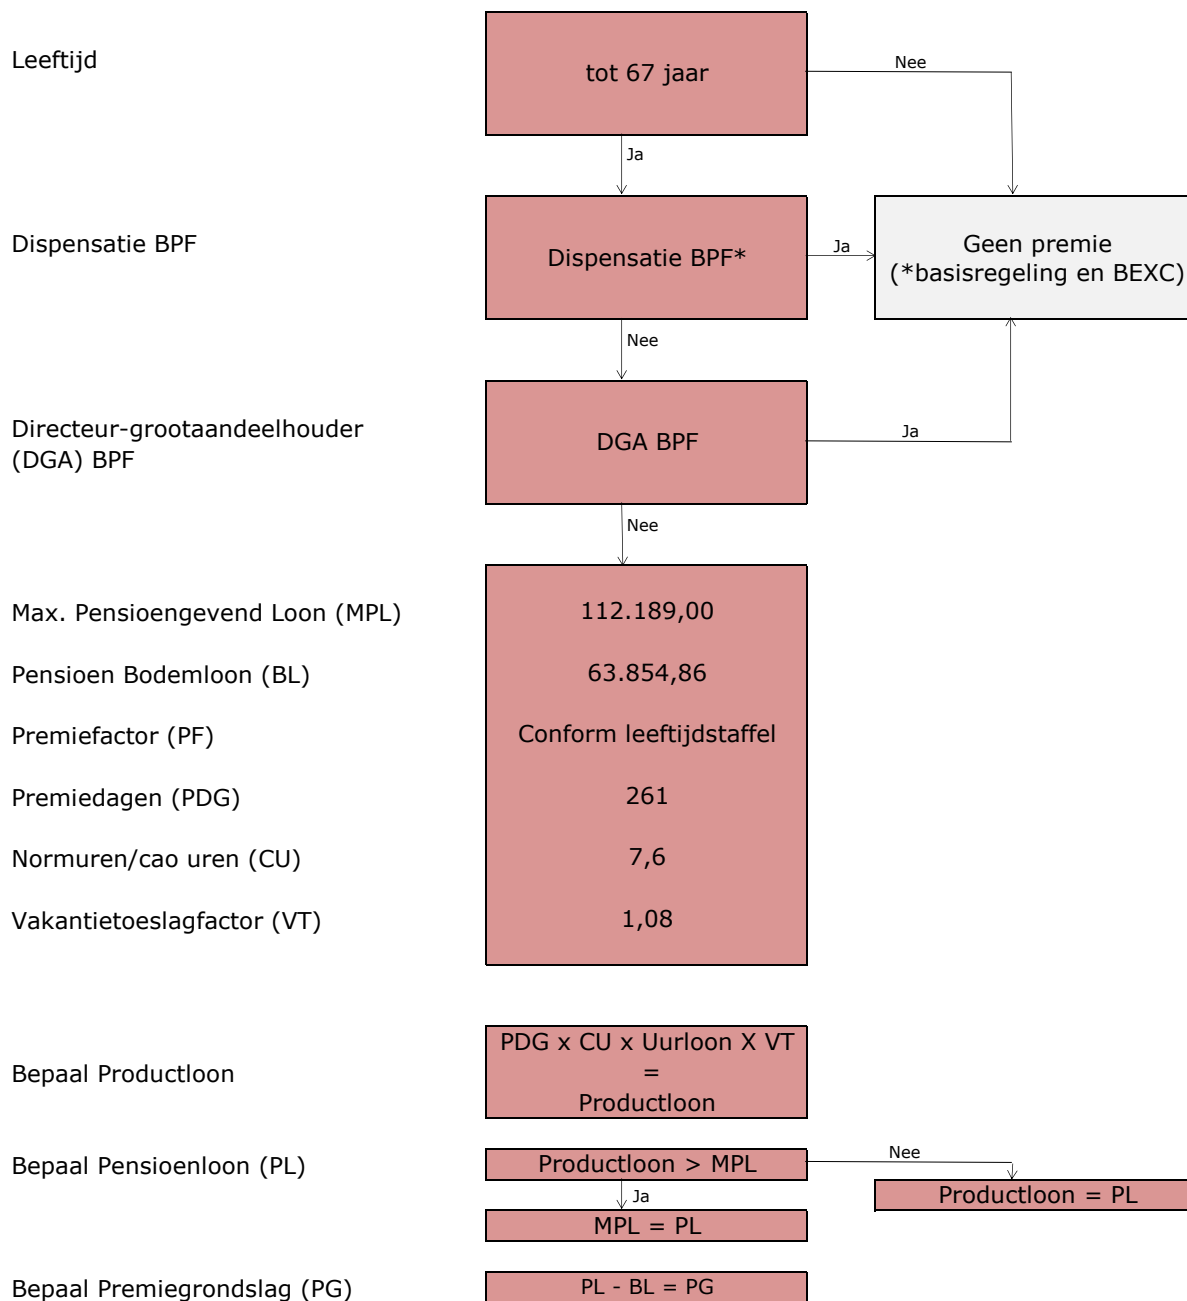 Leeftijd
tot 67 jaar
Nee
Ja
Dispensatie BPF
Dispensatie BPF*
Ja
Geen premie
(*basisregeling en BEXC)
Nee
Directeur-grootaandeelhouder
(DGA) BPF
DGA BPF
Ja
Nee
Max. Pensioengevend Loon (MPL)
112.189,00
Pensioen Bodemloon (BL)
63.854,86
Premiefactor (PF)
Conform leeftijdstaffel
Premiedagen (PDG)
261
Normuren/cao uren (CU)
7,6
Vakantietoeslagfactor (VT)
1,08
Bepaal Productloon
PDG x CU x Uurloon X VT
=
Productloon
Bepaal Pensioenloon (PL)
Productloon > MPL
Nee
Productloon = PL
Ja
MPL = PL
Bepaal Premiegrondslag (PG)
PL - BL = PG